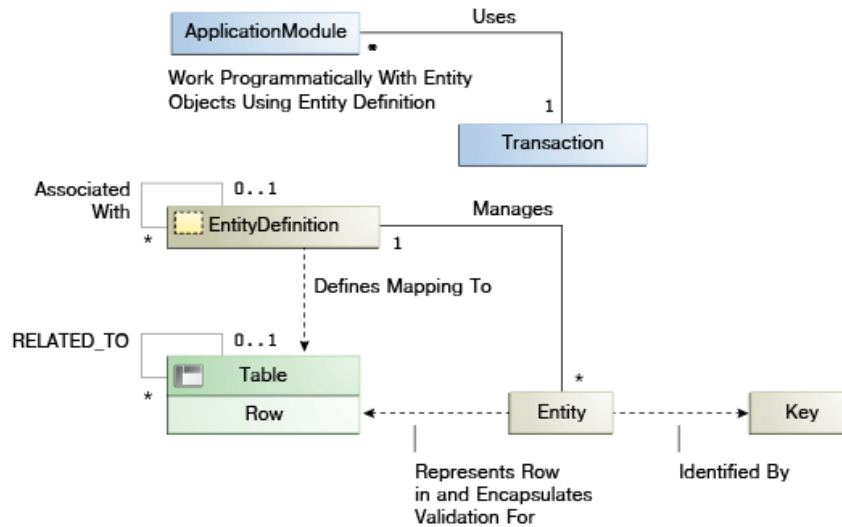 Uses
ApplicationModule
*
Work Programmatically With Entity
Objects Using Entity Definition
1
Transaction
Associated
With
0..1
*
EntityDefinition
1
Manages
Defines Mapping To
RELATED_TO
0..1
*
Table
Row
*
Entity
Key
Represents Row
in and Encapsulates
Validation For
Identified By